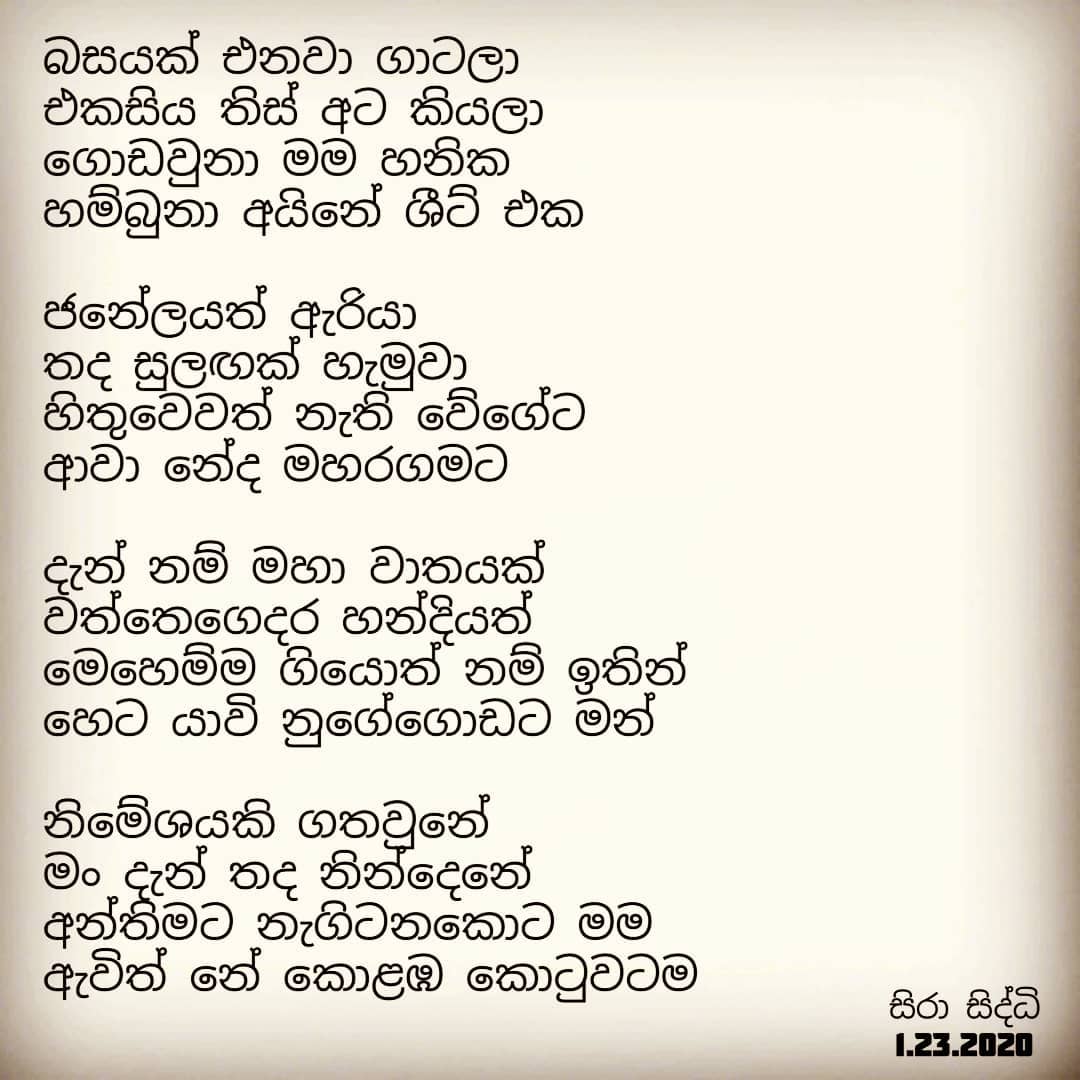 බසයක් එනවා ගාටලා
එකසිය තිස් අට කියලා
ගොඩවුනා මම හනික
හම්බුනා අයිනේ ශීට් එක

ජනේලයත් ඇරියා
තද සුලඟක් හැමුවා
හිතුවෙවත් නැති වේගේට
ආවා නේද මහරගමට

දැන් නම් මහා වාතයක්
වත්තෙගෙදර හන්දියත්
මෙහෙම්ම ගියොත් නම් ඉතින්
හෙට යාවි නුගේගොඩට මන්

නිමේශයකි ගතවුනේ
මං දැන් තද නින්දෙනේ
අන්තිමට නැගිටනකොට මම
ඇවිත් නේ කොළඹ කොටුවටම

සිරා සිද්ධි
1.23.2020